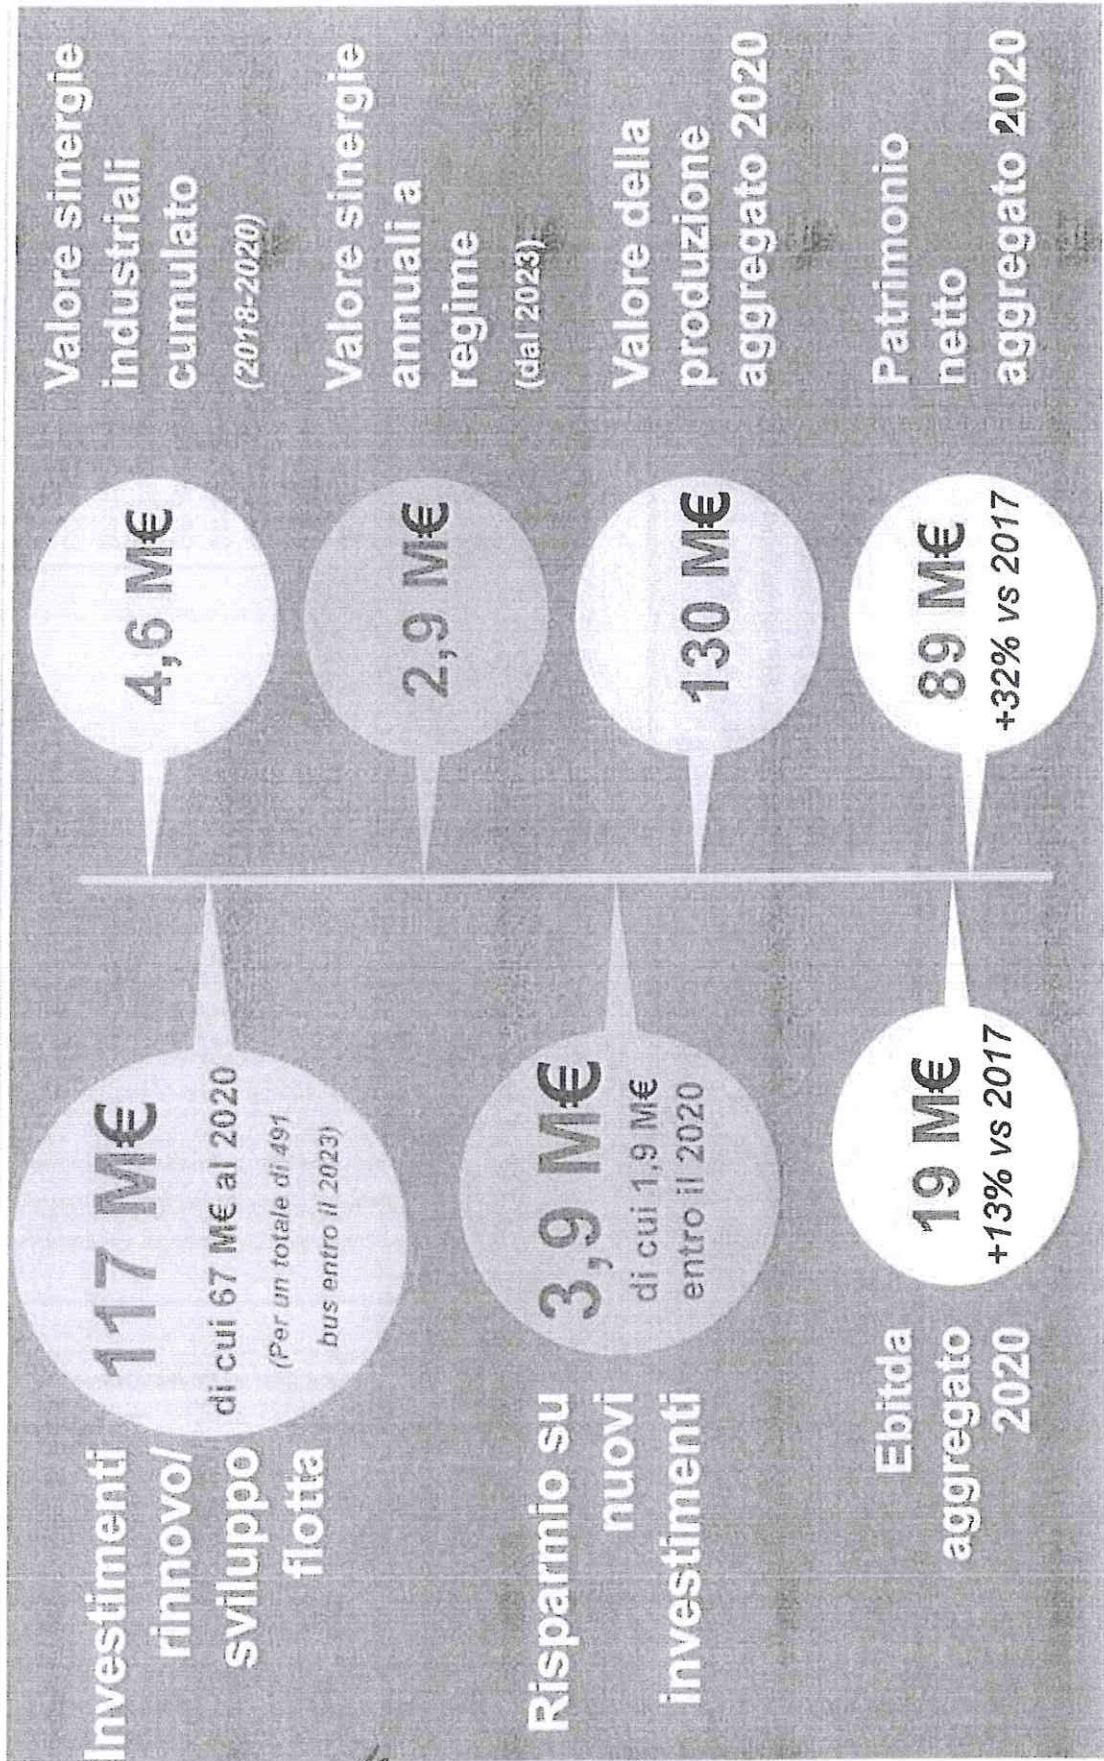 Investimenti
rinnovo/
sviluppo
flotta
117 M€
di cui 67 M€ al 2020
(Per un totale di 491
bus entro il 2023)
4,6 M€
Valore sinergie
industriali
cumulato
(2018-2020)
2,9 M€
Valore sinergie
annuali a
regime
(dal 2023)
Risparmio su
nuovi
investimenti
3,9 M€
di cui 1,9 M€
entro il 2020
130 M€
Valore della
produzione
aggregato 2020
Ebitda
aggregato
2020
19 M€
+13% vs 2017
89 M€
+32% vs 2017
Patrimonio
netto
aggregato 2020